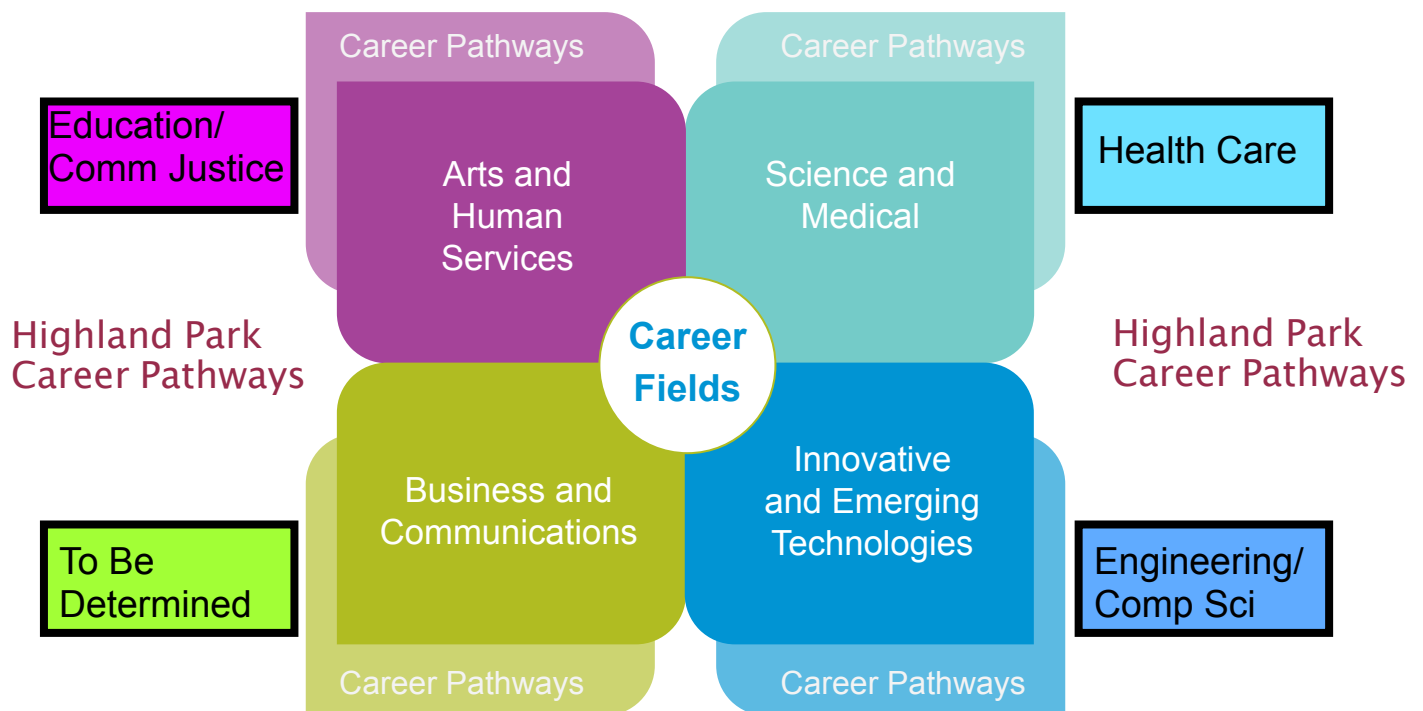 Career Pathways
Career Pathways
Education/
Comm Justice
Arts and
Human
Services
Science and
Medical
Health Care
Highland Park
Career Pathways
Career
Fields
Highland Park
Career Pathways
Business and
Communications
Innovative
and Emerging
Technologies
To Be
Determined
Engineering/
Comp Sci
Career Pathways
Career Pathways